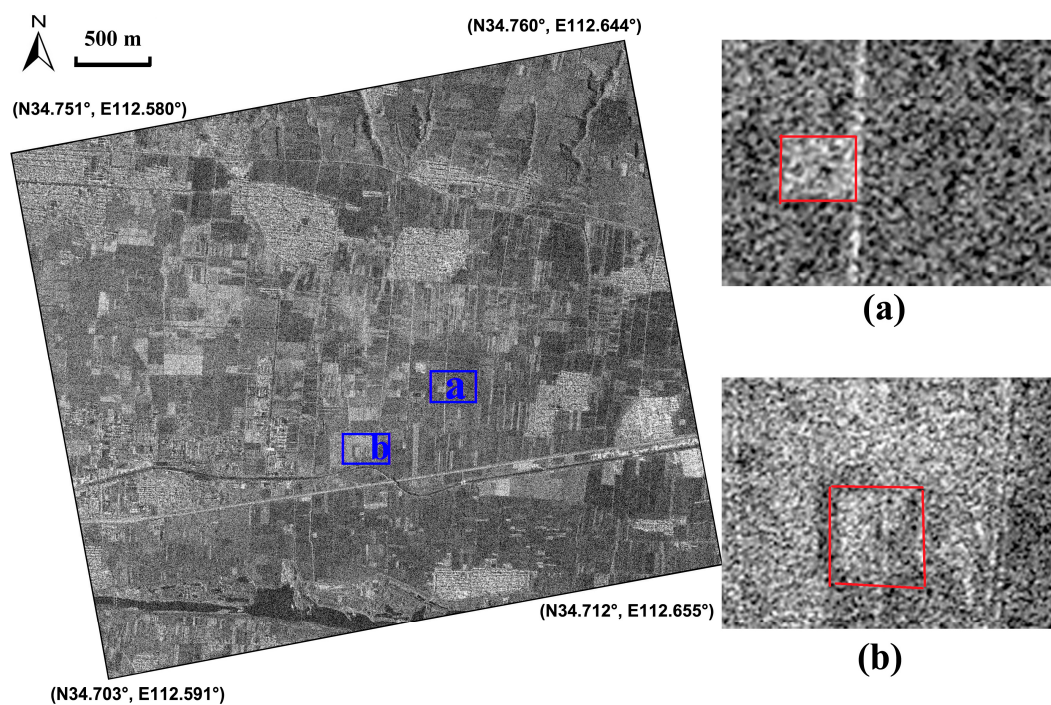 N
500 m
(N34.760°, E112.644°)
(N34.751°, E112.580°)
a
b
(a)
(N34.712°, E112.655°)
(b)
(N34.703°, E112.591°)